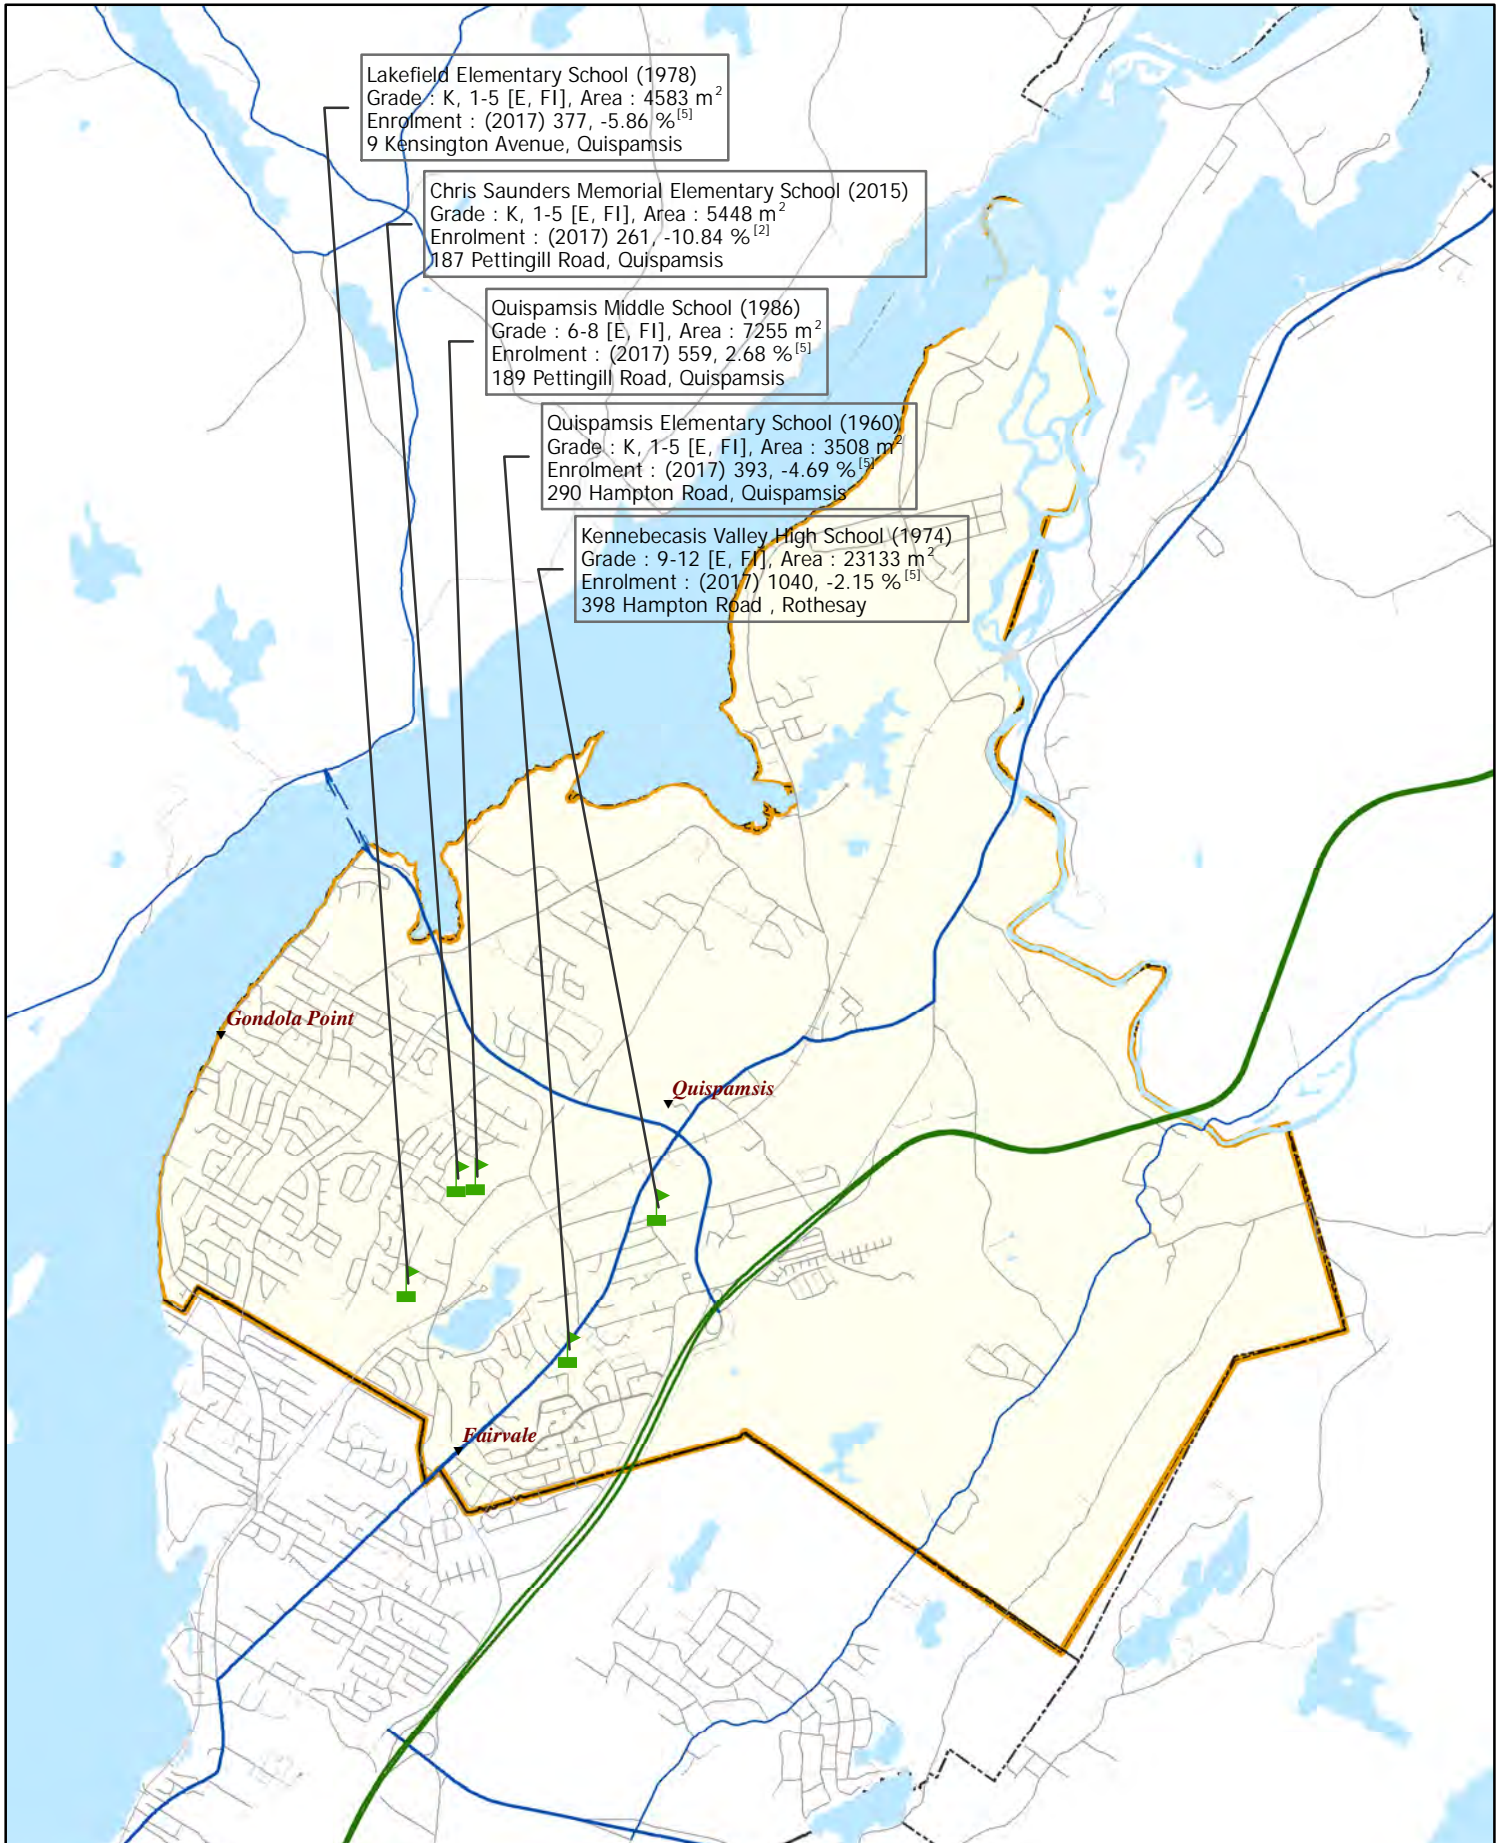 Lakefield Elementary School (1978)
Grade : K, 1-5 [E, FI], Area : 4583 m²
Enrolment : (2017) 377, -5.86 % [5]
9 Kensington Avenue, Quispamsis
Chris Saunders Memorial Elementary School (2015)
Grade : K, 1-5 [E, FI], Area : 5448 m²
Enrolment : (2017) 261, -10.84 % [2]
187 Pettingill Road, Quispamsis
Quispamsis Middle School (1986)
Grade : 6-8 [E, FI], Area : 7255 m²
Enrolment : (2017) 559, 2.68 % [5]
189 Pettingill Road, Quispamsis
Quispamsis Elementary School (1960)
Grade : K, 1-5 [E, FI], Area : 3508 m²
Enrolment : (2017) 393, -4.69 % [5]
290 Hampton Road, Quispamsis
Kennebecasis Valley High School (1974)
Grade : 9-12 [E, FI], Area : 23133 m²
Enrolment : (2017) 1040, -2.15 % [5]
398 Hampton Road , Rothesay
Gondola Point
Quispamsis
Fairvale